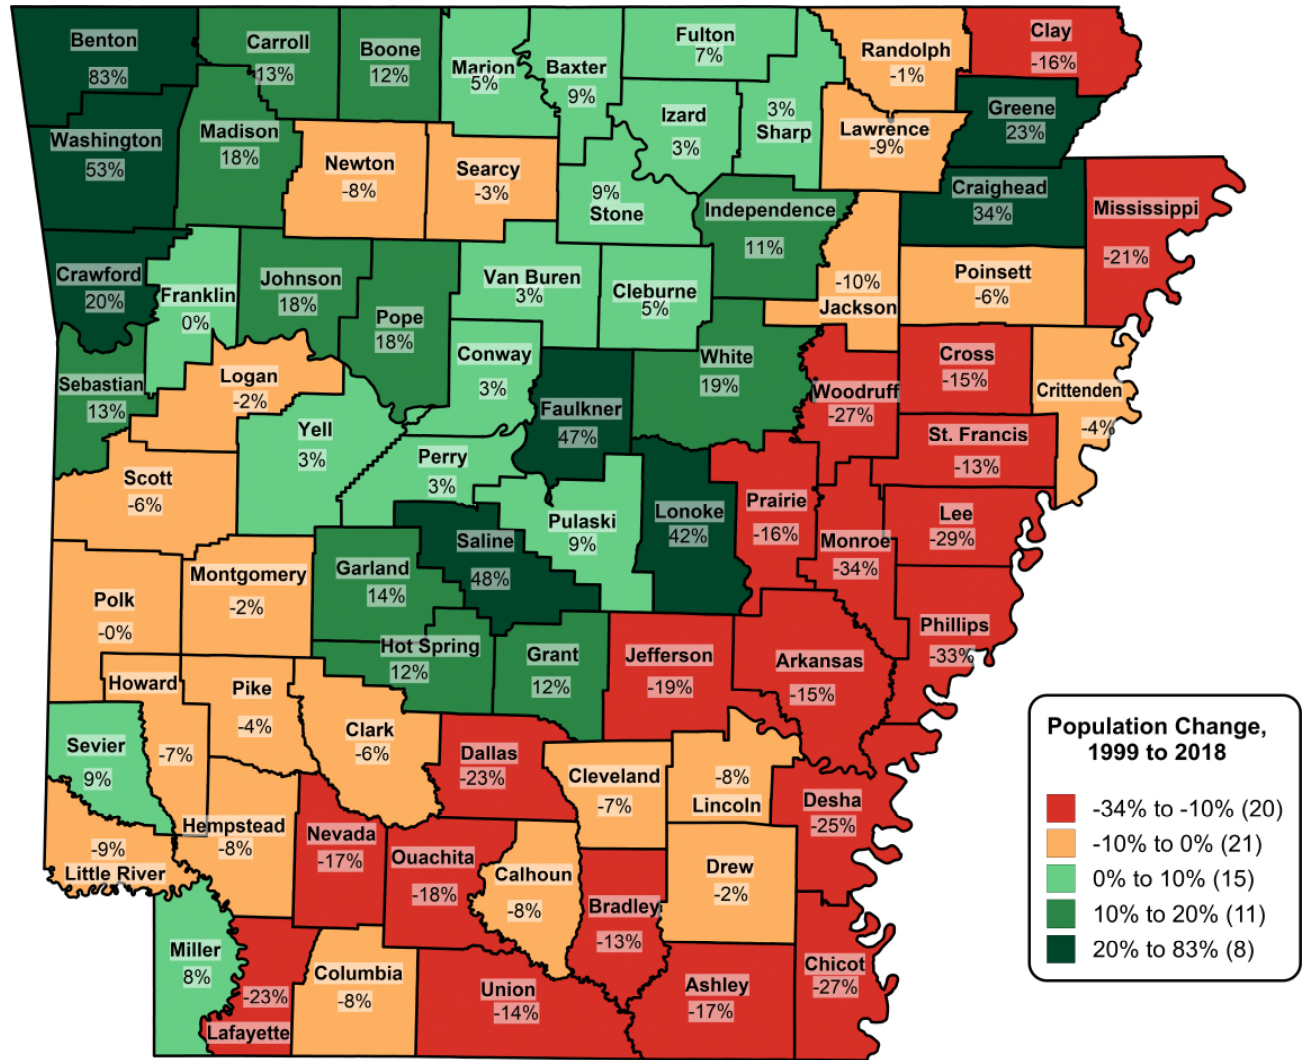 Benton
83%
Carroll
13%
Boone
12%
Marion
5%
Baxter
9%
Fulton
7%
Randolph
-1%
Clay
-16%
Washington
53%
Madison
18%
Newton
-8%
Searcy
-3%
9%
Stone
Izard
3%
3%
Sharp
Lawrence
-9%
Greene
23%
Craighead
34%
Mississippi
-21%
Crawford
20%
Franklin
0%
Johnson
18%
Pope
18%
Van Buren
3%
Cleburne
5%
Independence
11%
-10%
Jackson
Poinsett
-6%
Sebastian
13%
Logan
-2%
Conway
3%
Faulkner
47%
White
19%
Woodruff
-27%
Cross
-15%
Crittenden
-4%
St. Francis
-13%
Scott
-6%
Yell
3%
Perry
3%
Saline
48%
Pulaski
9%
Lonoke
42%
Prairie
-16%
Monroe
-34%
Lee
-29%
Polk
-0%
Montgomery
-2%
Garland
14%
Hot Spring
12%
Grant
12%
Jefferson
-19%
Arkansas
-15%
Phillips
-33%
Howard
-7%
Pike
-4%
Clark
-6%
Sevier
9%
Dallas
-23%
Cleveland
-7%
-8%
Lincoln
Desha
-25%
-9%
Little River
Hempstead
-8%
Nevada
-17%
Ouachita
-18%
Calhoun
-8%
Bradley
-13%
Drew
-2%
Miller
8%
-23%
Lafayette
Columbia
-8%
Union
-14%
Ashley
-17%
Chicot
-27%
Population Change,
1999 to 2018
-34% to -10% (20)
-10% to 0% (21)
0% to 10% (15)
10% to 20% (11)
20% to 83% (8)